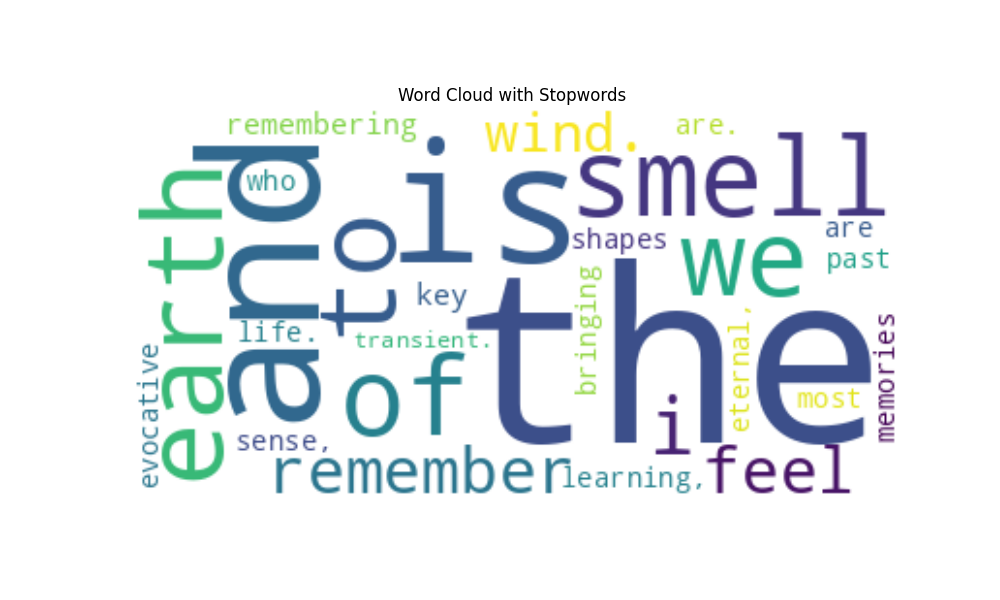 Word Cloud with Stopwords
remembering
wind.
are.
earth
and
who
is
smell
to
shapes
we
are
past
key
the
life.
transient.
bringing
eternal,
memories
evocative
of
i
most
sense,
remember
learning,
feel